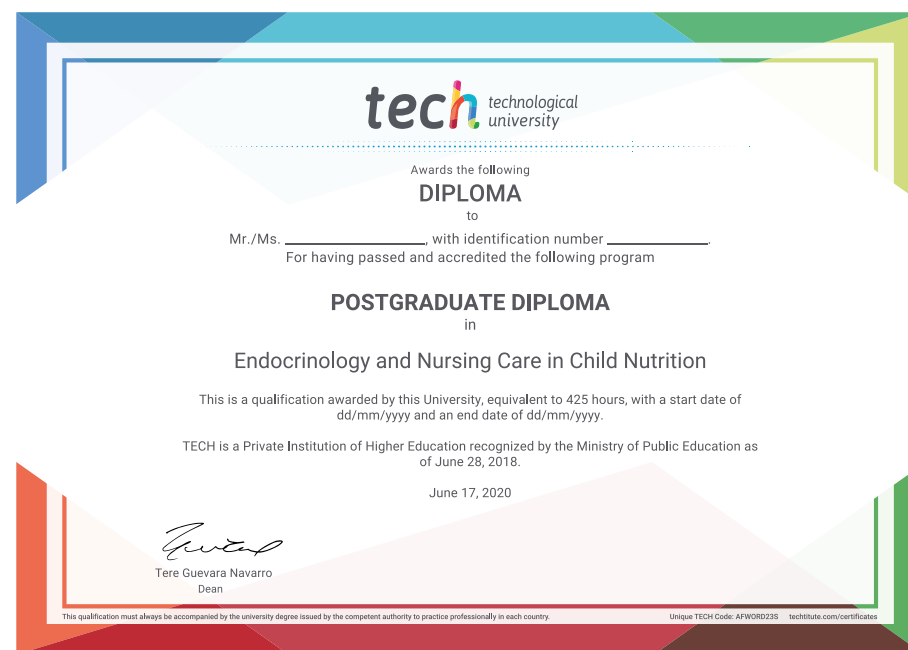 tech technological
university
Awards the following
DIPLOMA
to
Mr./Ms. ________________, with identification number ____________.
For having passed and accredited the following program
POSTGRADUATE DIPLOMA
in
Endocrinology and Nursing Care in Child Nutrition
This is a qualification awarded by this University, equivalent to 425 hours, with a start date of
dd/mm/yyyy and an end date of dd/mm/yyyy.
TECH is a Private Institution of Higher Education recognized by the Ministry of Public Education as
of June 28, 2018.
June 17, 2020
Tere Guevara Navarro
Dean
This qualification must always be accompanied by the university degree issued by the competent authority to practice professionally in each country.
Unique TECH Code: AFWORD23S techtitute.com/certificates